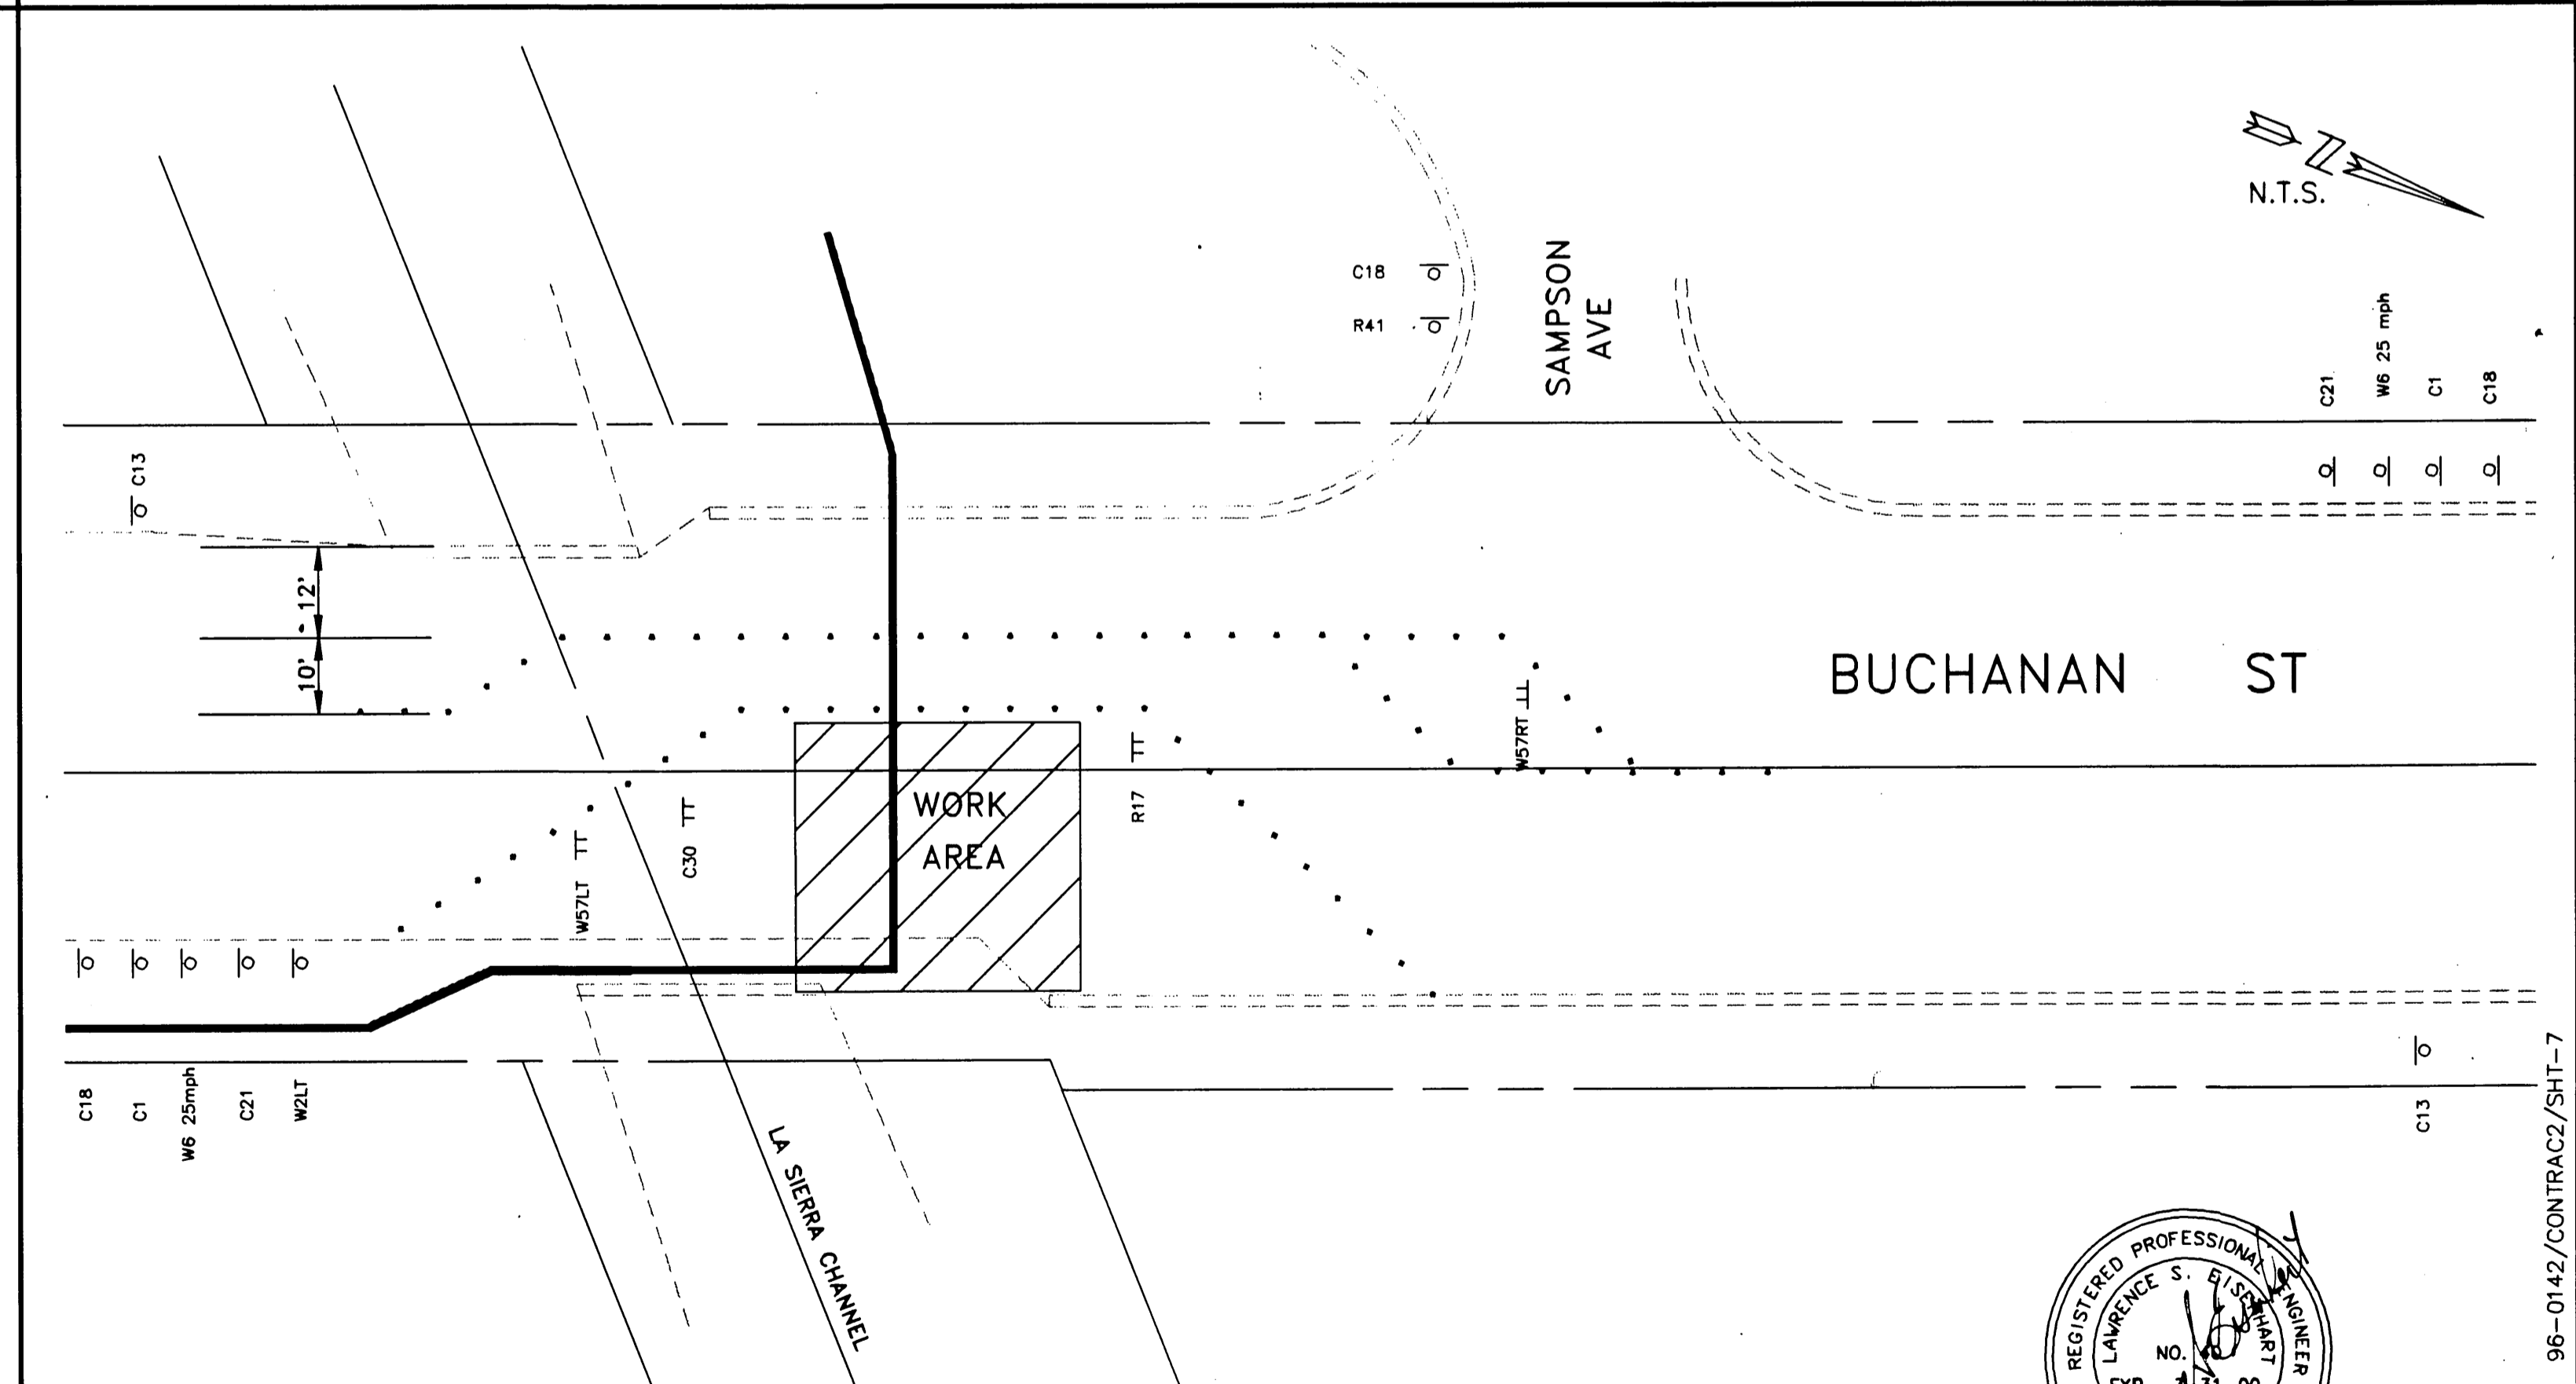 N.T.S.
C18
R41
SAMPSON
AVE
C21
W6 25 mph
C1
C18
C13
12'
10'
BUCHANAN ST
W57RT
R17
WORK
AREA
C30
W57LT
C18
C1
W6 25mph
C21
W2LT
C13
LA SIERRA CHANNEL
96-0142/CONTRAC2/SHT-7
REGISTERED PROFESSIONAL ENGINEER
LAWRENCE S. EISENHART
NO.